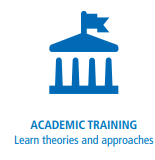 ACADEMIC TRAINING
Learn theories and approaches